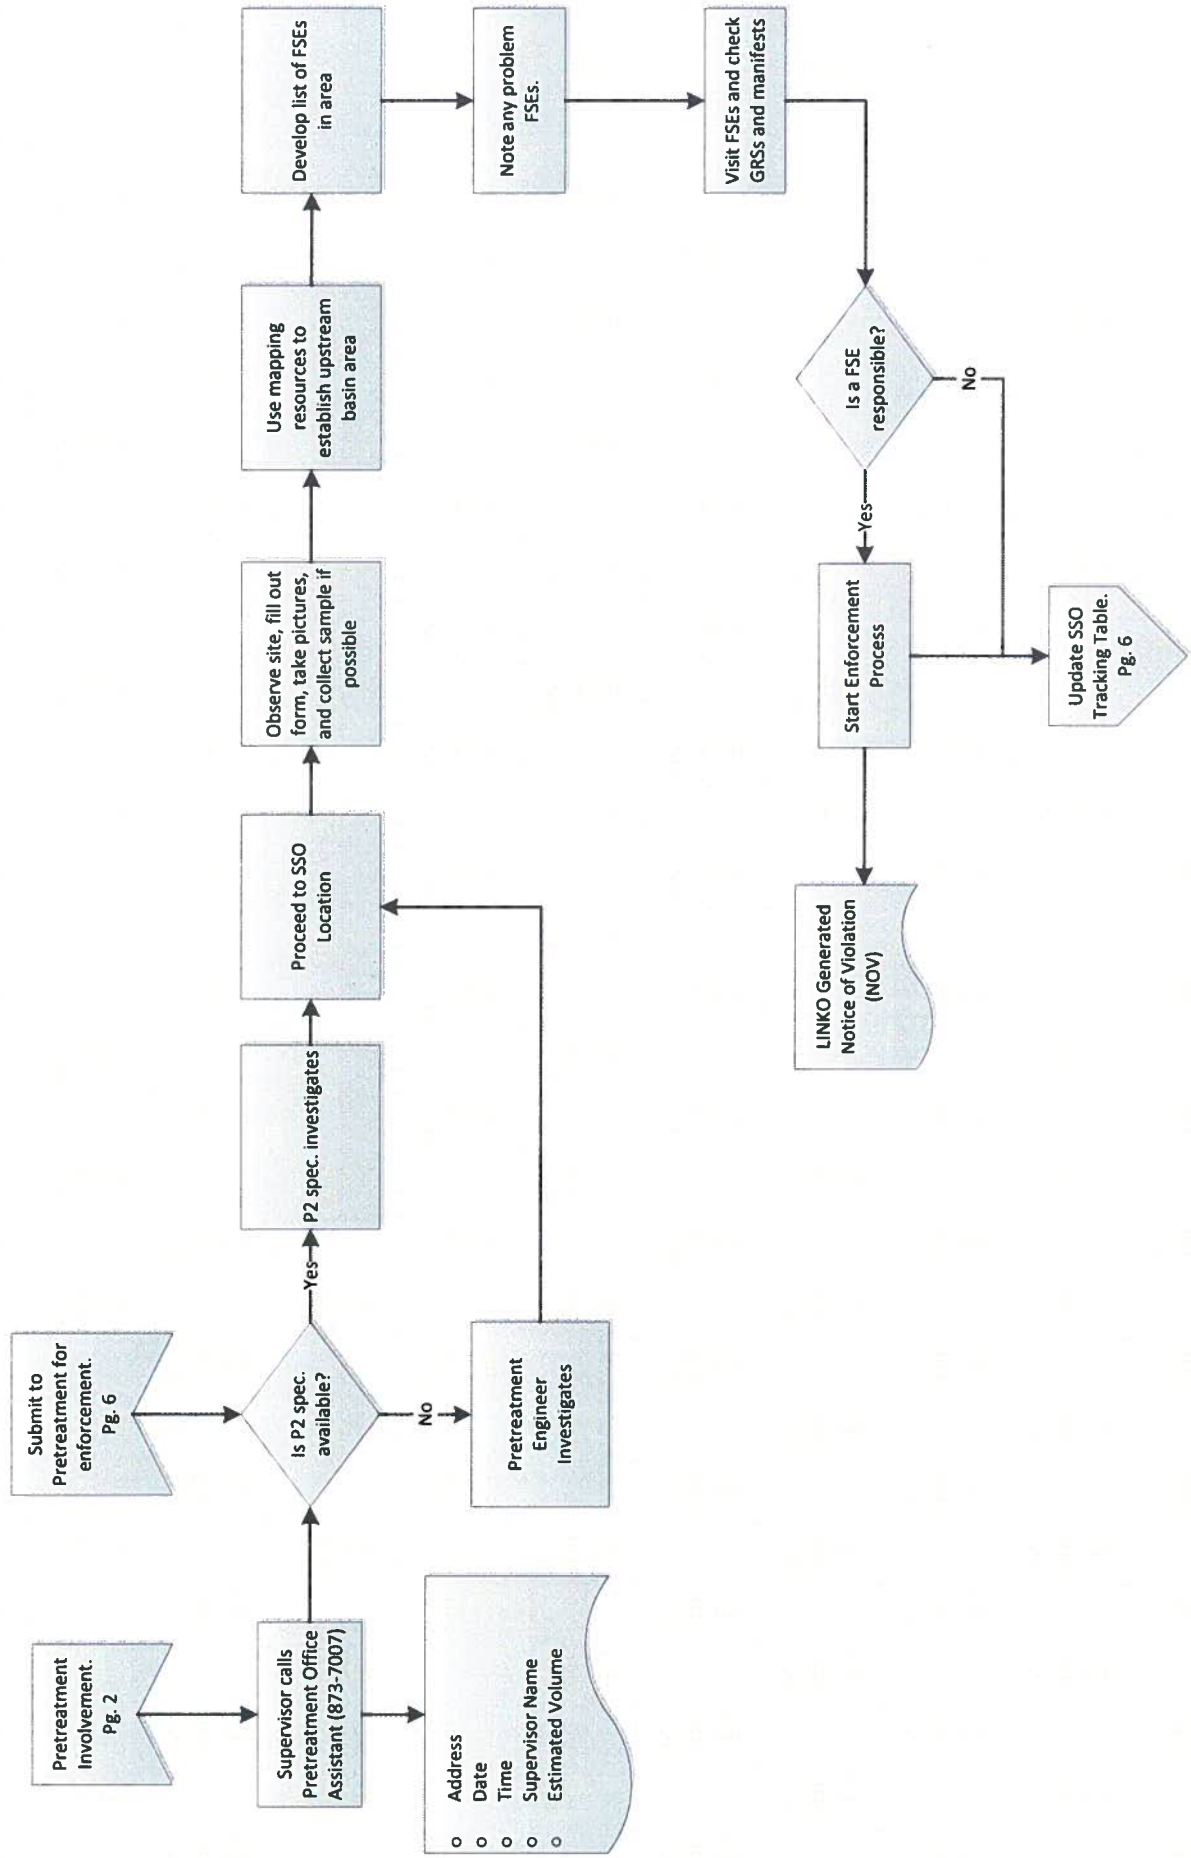 Pretreatment
Involvement.
Pg. 2
Supervisor calls
Pretreatment Office
Assistant (873-7007)
o Address
o Date
o Time
o Supervisor Name
o Estimated Volume
Submit to
Pretreatment for
enforcement.
Pg. 6
Is P2 spec.
available?
Yes
No
Pretreatment
Engineer
Investigates
P2 spec. investigates
Proceed to SSO
Location
Observe site, fill out
form, take pictures,
and collect sample if
possible
Use mapping
resources to
establish upstream
basin area
Develop list of FSEs
in area
Note any problem
FSEs.
Visit FSEs and check
GRSs and manifests
Is a FSE
responsible?
Yes
No
Start Enforcement
Process
LINKO Generated
Notice of Violation
(NOV)
Update SSO
Tracking Table.
Pg. 6